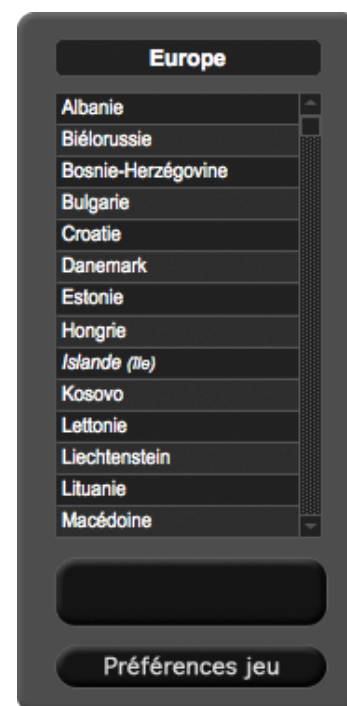 Europe
Albanie
Biélorussie
Bosnie-Herzégovine
Bulgarie
Croatie
Danemark
Estonie
Hongrie
Islande (île)
Kosovo
Lettonie
Liechtenstein
Lituanie
Macédoine
Préférences jeu